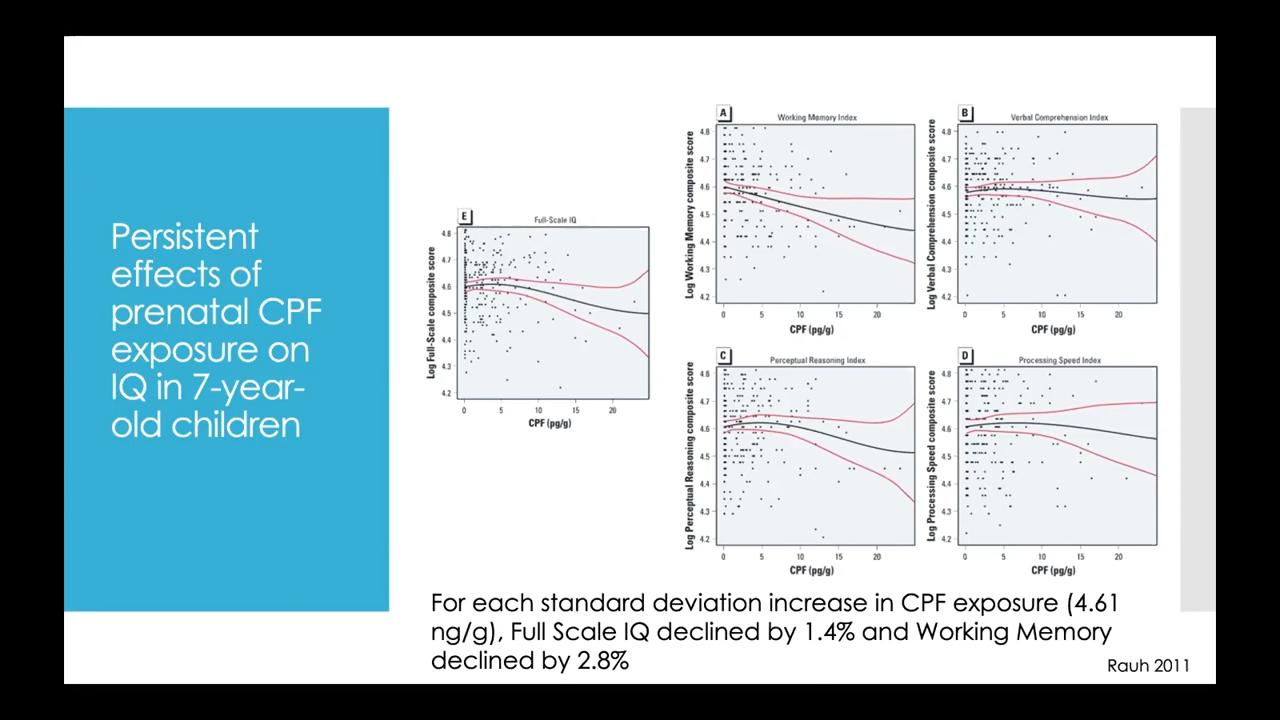 Persistent
effects of
prenatal CPF
exposure on
IQ in 7-year-
old children
E
Full-Scale IQ
Log Full-Scale composite score
4.8
4.7
4.6
4.5
4.4
4.3
4.2
0 5 10 15 20
CPF (pg/g)
A
Working Memory Index
Log Working Memory composite score
4.8
4.7
4.6
4.5
4.4
4.3
4.2
0 5 10 15 20
CPF (pg/g)
B
Verbal Comprehension Index
Log Verbal Comprehension composite score
4.8
4.7
4.6
4.5
4.4
4.3
4.2
0 5 10 15 20
CPF (pg/g)
C
Perceptual Reasoning Index
Log Perceptual Reasoning composite score
4.8
4.7
4.6
4.5
4.4
4.3
4.2
0 5 10 15 20
CPF (pg/g)
D
Processing Speed Index
Log Processing Speed composite score
4.8
4.7
4.6
4.5
4.4
4.3
4.2
0 5 10 15 20
CPF (pg/g)
For each standard deviation increase in CPF exposure (4.61
ng/g), Full Scale IQ declined by 1.4% and Working Memory
declined by 2.8%
Rauh 2011